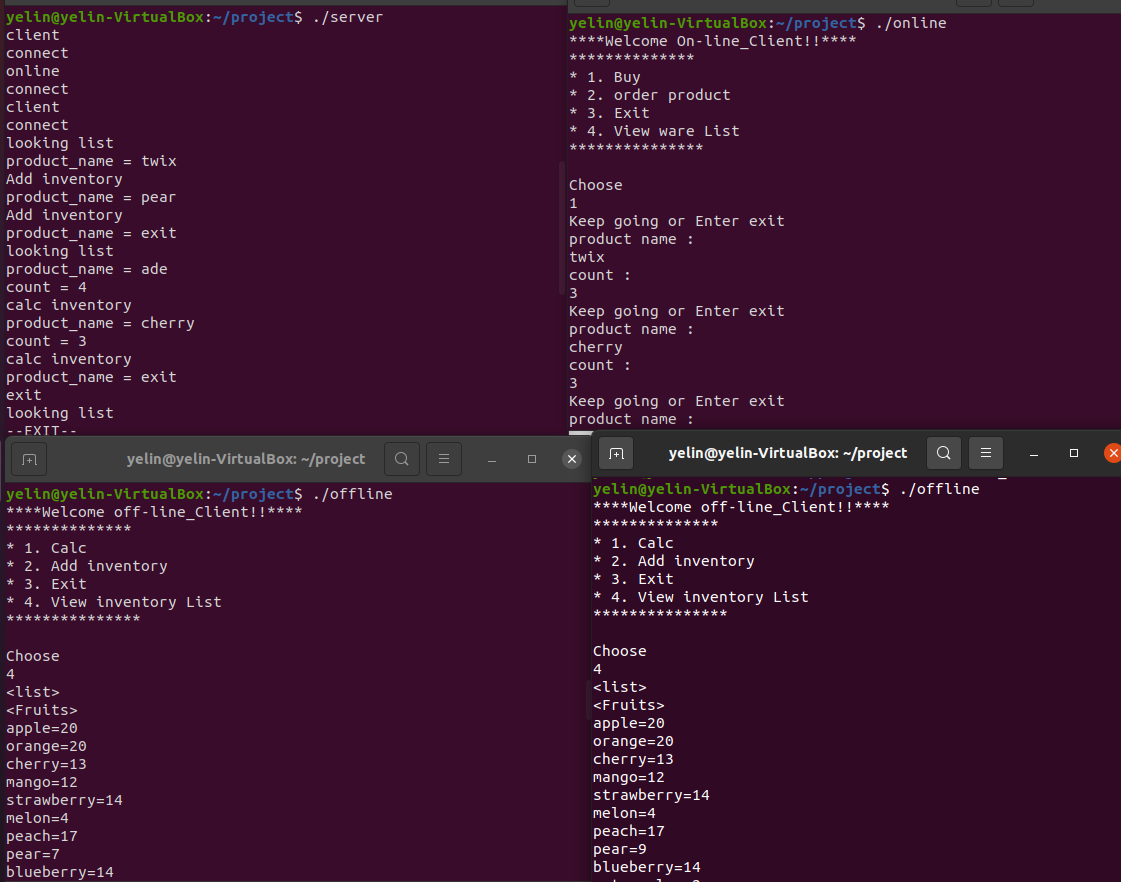 yelin@yelin-VirtualBox:~/project$ ./server
client
connect
online
connect
client
connect
looking list
product_name = twix
Add inventory
product_name = pear
Add inventory
product_name = exit
looking list
product_name = ade
count = 4
calc inventory
product_name = cherry
count = 3
calc inventory
product_name = exit
exit
looking list
--EXIT--
yelin@yelin-VirtualBox:~/project$ ./online
****Welcome On-line_Client!!****
**************
* 1. Buy
* 2. order product
* 3. Exit
* 4. View ware List
***************
Choose
1
Keep going or Enter exit
product name :
twix
count :
3
Keep going or Enter exit
product name :
cherry
count :
3
Keep going or Enter exit
product name :
yelin@yelin-VirtualBox: ~/project
yelin@yelin-VirtualBox:~/project$ ./offline
****Welcome off-line_Client!!****
**************
* 1. Calc
* 2. Add inventory
* 3. Exit
* 4. View inventory List
***************
Choose
4
<list>
<Fruits>
apple=20
orange=20
cherry=13
mango=12
strawberry=14
melon=4
peach=17
pear=7
blueberry=14
yelin@yelin-VirtualBox: ~/project
yelin@yelin-VirtualBox:~/project$ ./offline
****Welcome off-line_Client!!****
**************
* 1. Calc
* 2. Add inventory
* 3. Exit
* 4. View inventory List
***************
Choose
4
<list>
<Fruits>
apple=20
orange=20
cherry=13
mango=12
strawberry=14
melon=4
peach=17
pear=9
blueberry=14